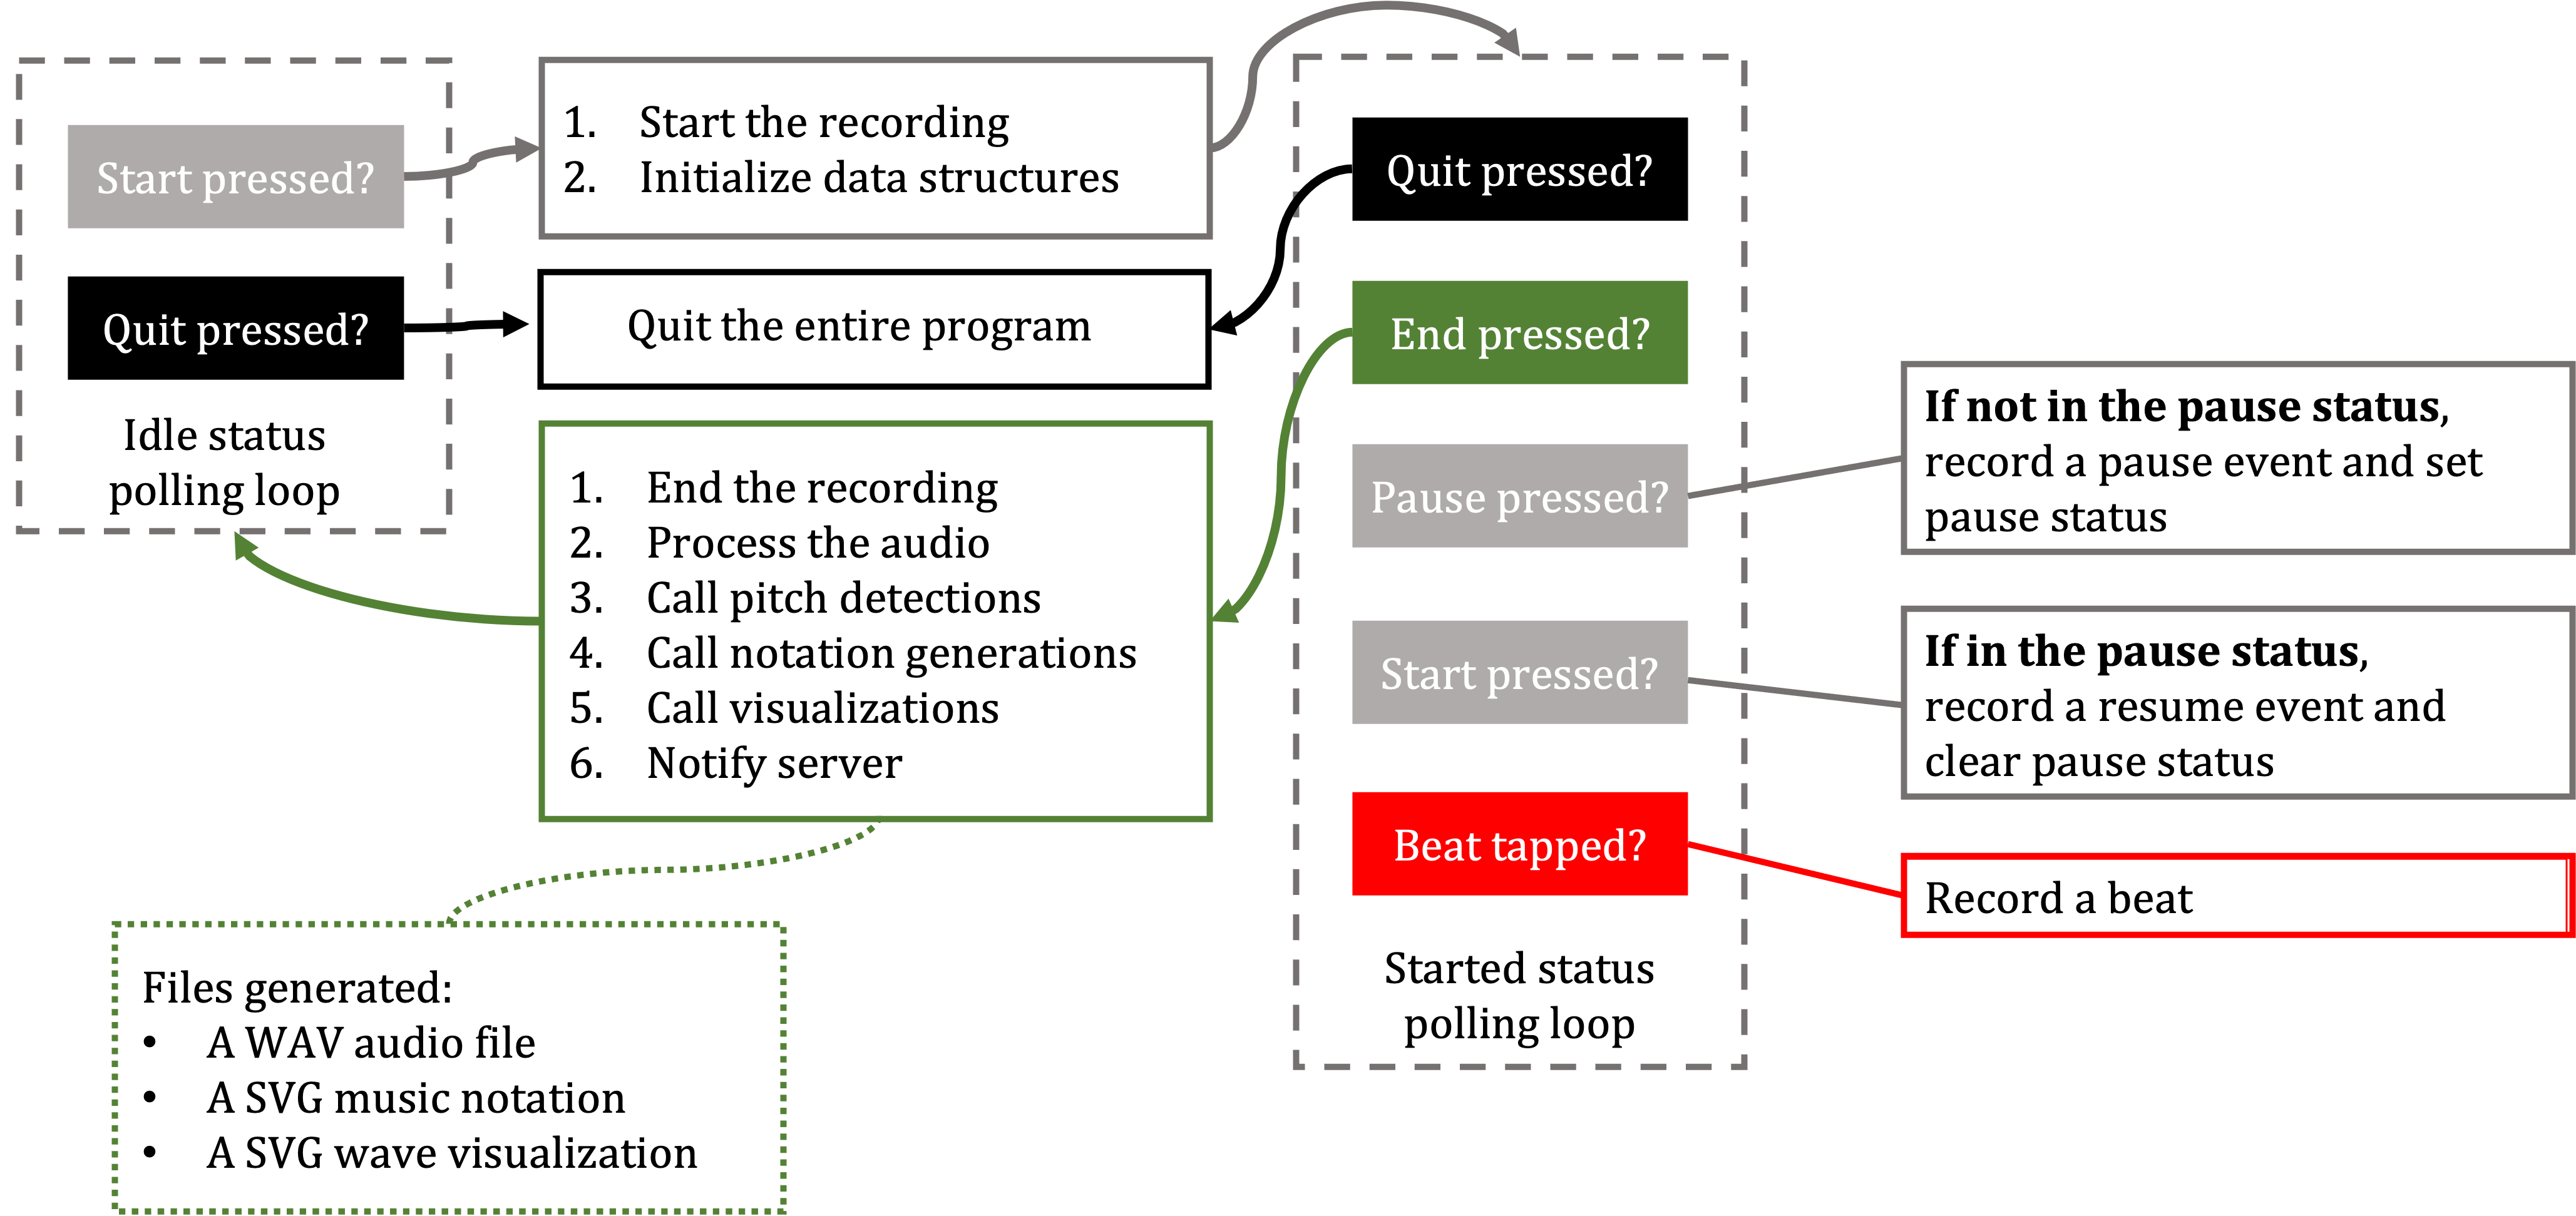 Start pressed?
Quit pressed?
Idle status
polling loop
1. Start the recording
2. Initialize data structures
Quit the entire program
1. End the recording
2. Process the audio
3. Call pitch detections
4. Call notation generations
5. Call visualizations
6. Notify server
Files generated:
• A WAV audio file
• A SVG music notation
• A SVG wave visualization
Quit pressed?
End pressed?
Pause pressed?
Start pressed?
Beat tapped?
Started status
polling loop
If not in the pause status,
record a pause event and set
pause status
If in the pause status,
record a resume event and
clear pause status
Record a beat